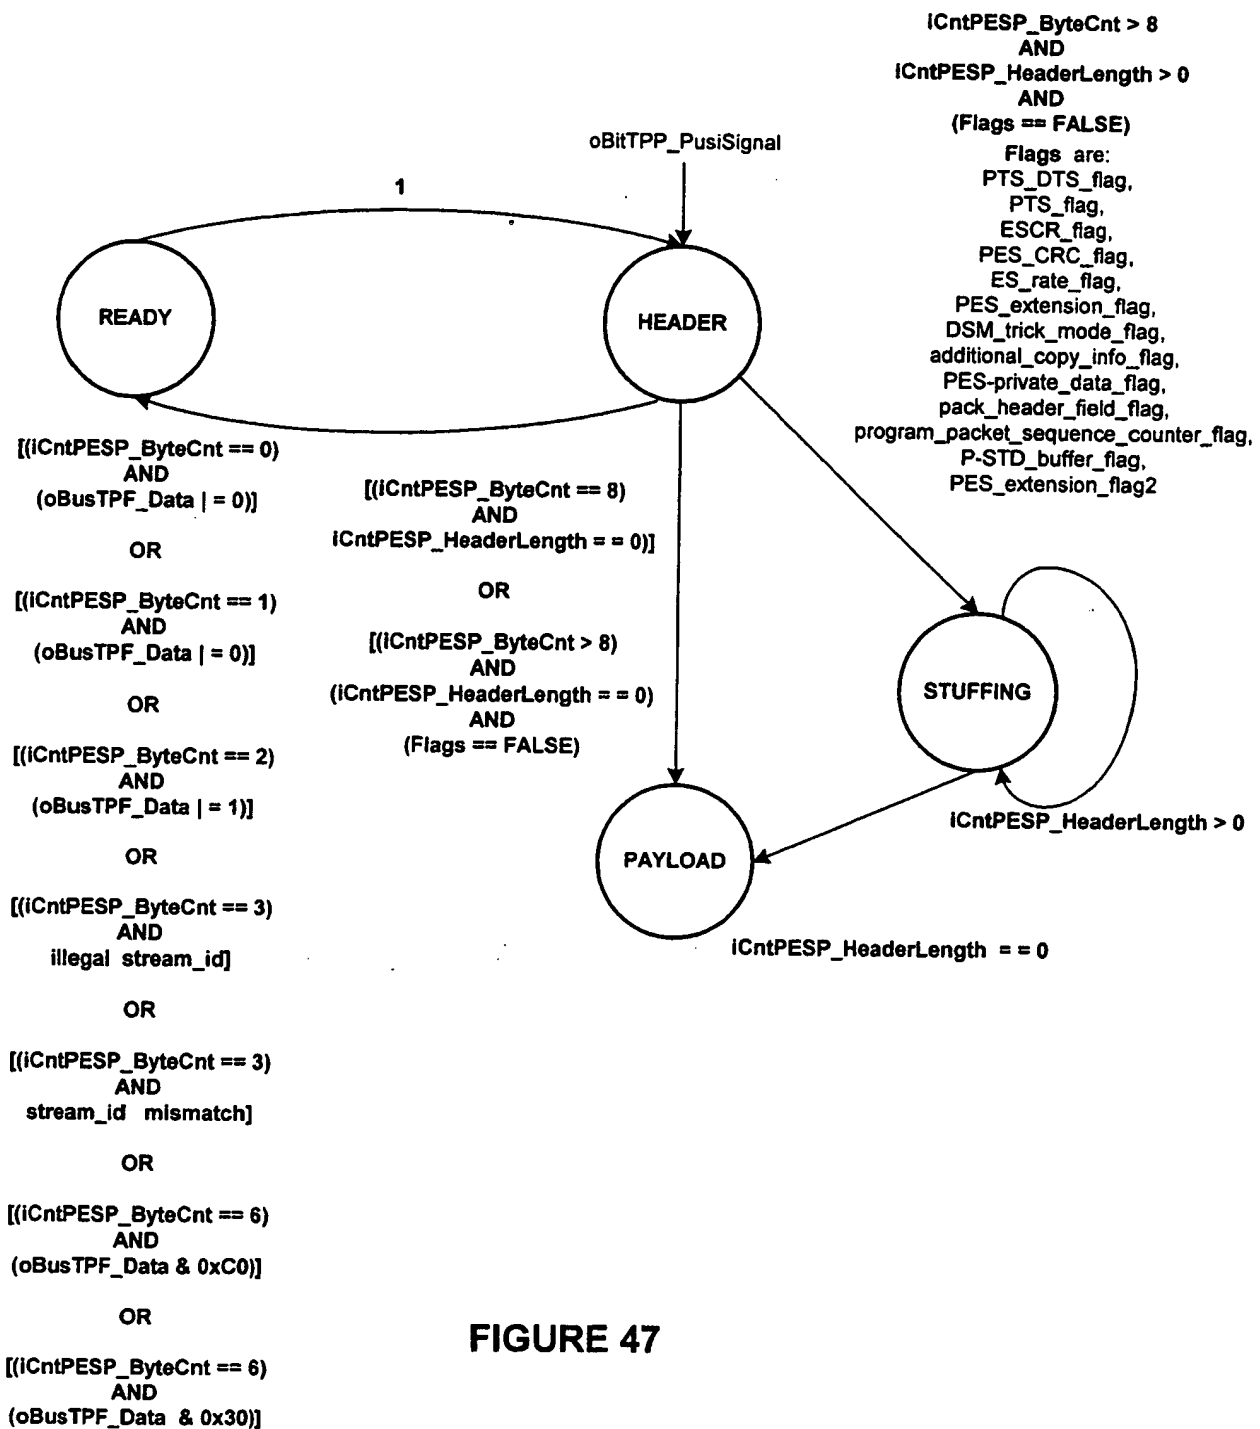 iCntPESP_ByteCnt > 8
AND
iCntPESP_HeaderLength > 0
AND
(Flags == FALSE)
Flags are:
PTS_DTS_flag,
PTS_flag,
ESCR_flag,
PES_CRC_flag,
ES_rate_flag,
PES_extension_flag,
DSM_trick_mode_flag,
additional_copy_info_flag,
PES-private_data_flag,
pack_header_field_flag,
program_packet_sequence_counter_flag,
P-STD_buffer_flag,
PES_extension_flag2
oBitTPP_PusiSignal
1
READY
HEADER
[(iCntPESP_ByteCnt == 0)
AND
(oBusTPF_Data | = 0)]
OR
[(iCntPESP_ByteCnt == 1)
AND
(oBusTPF_Data | = 0)]
OR
[(iCntPESP_ByteCnt == 2)
AND
(oBusTPF_Data | = 1)]
OR
[(iCntPESP_ByteCnt == 3)
AND
illegal stream_id]
OR
[(iCntPESP_ByteCnt == 3)
AND
stream_id mismatch]
OR
[(iCntPESP_ByteCnt == 6)
AND
(oBusTPF_Data & 0xC0)]
OR
[(iCntPESP_ByteCnt == 6)
AND
(oBusTPF_Data & 0x30)]
[(iCntPESP_ByteCnt == 8)
AND
iCntPESP_HeaderLength = = 0)]
OR
[(iCntPESP_ByteCnt > 8)
AND
(iCntPESP_HeaderLength == 0)
AND
(Flags == FALSE)
STUFFING
iCntPESP_HeaderLength > 0
PAYLOAD
iCntPESP_HeaderLength = = 0
FIGURE 47